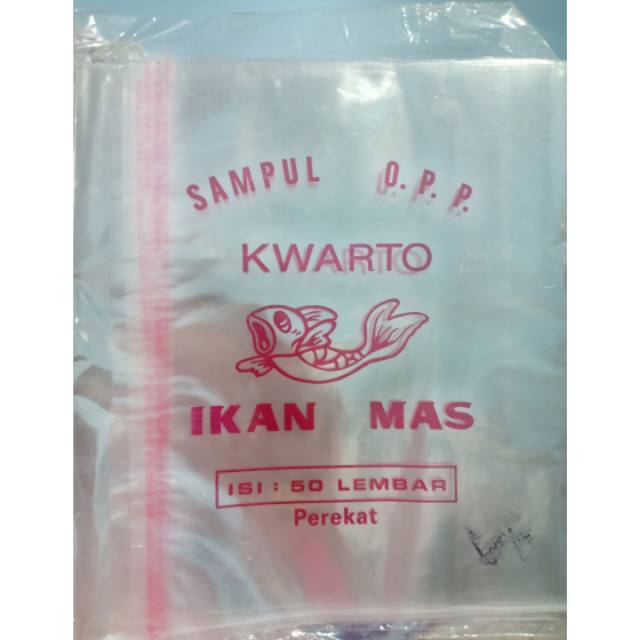 SAMPUL O.P.P.
KWARTO
IKAN MAS
ISI : 50 LEMBAR
Perekat